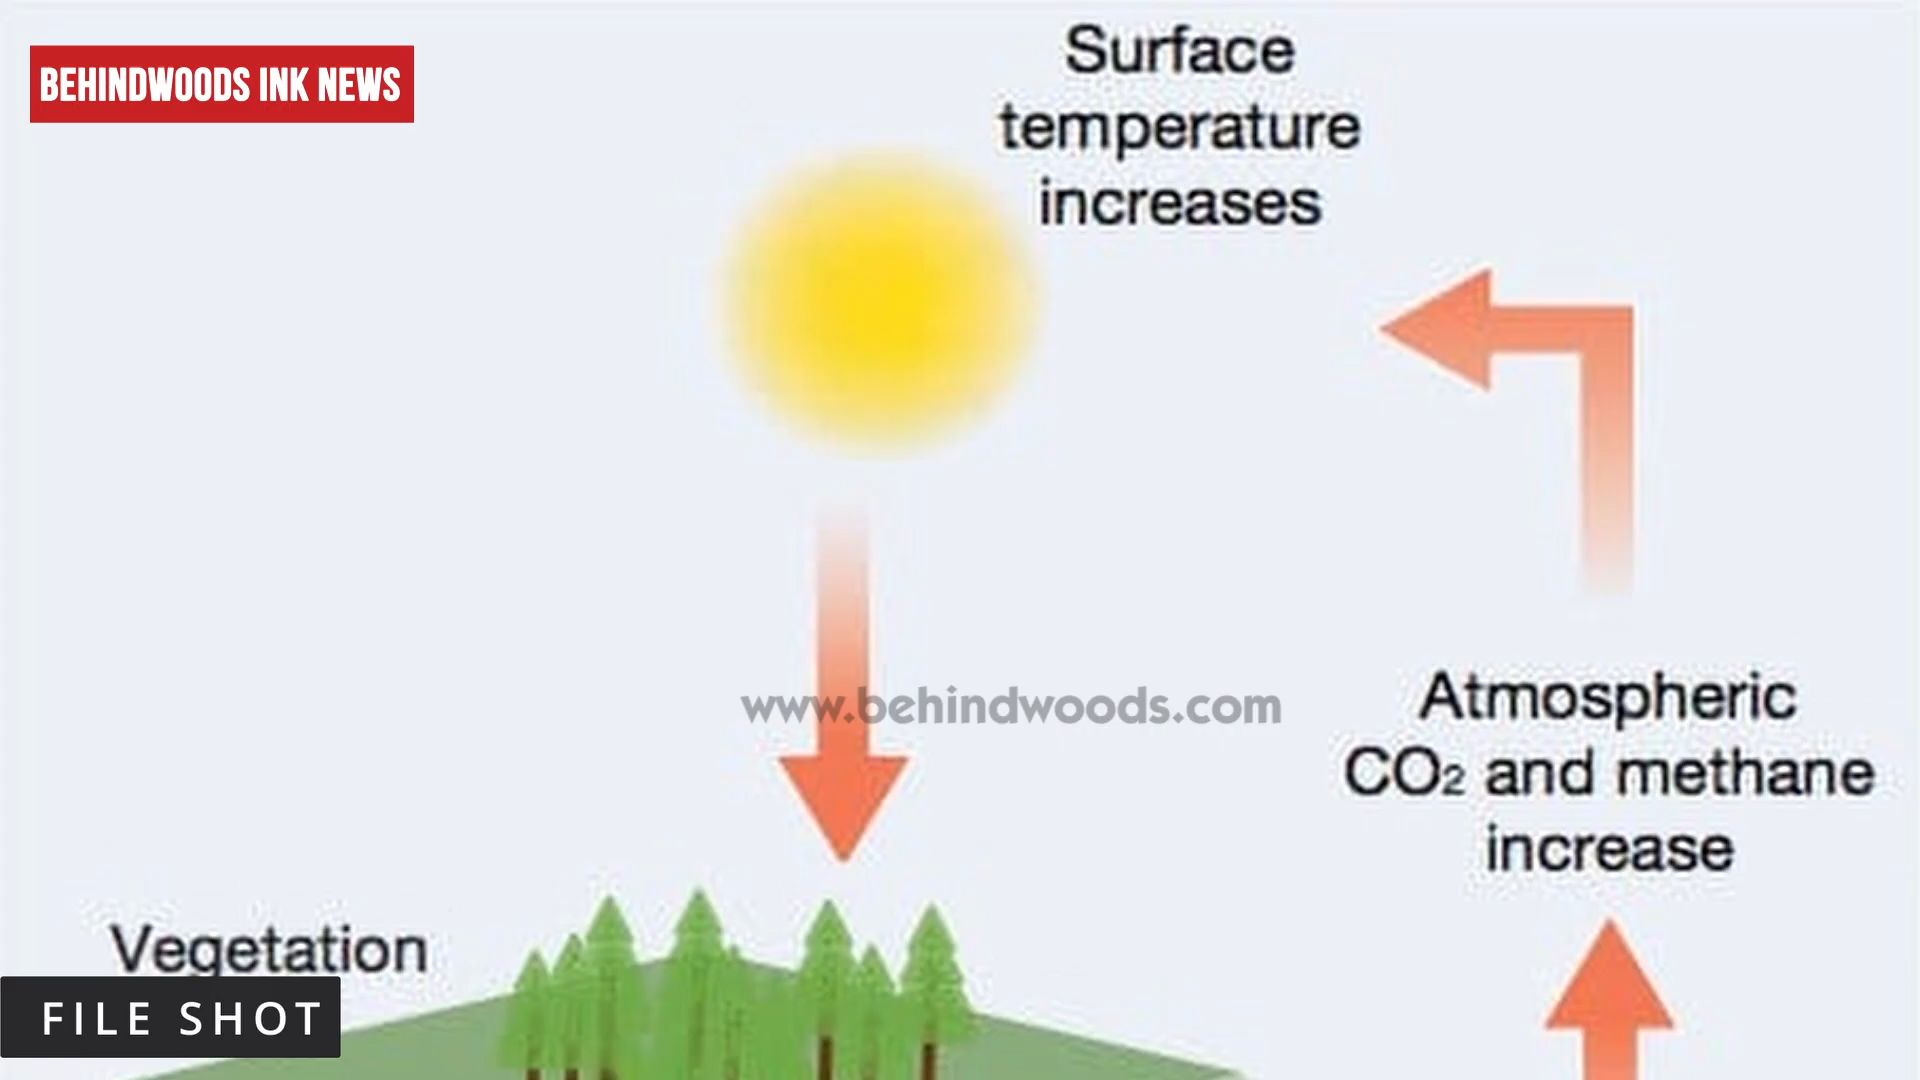 BEHINDWOODS INK NEWS
Surface
temperature
increases
www.behindwoods.com
Atmospheric
CO₂ and methane
increase
Vegetation
FILE SHOT